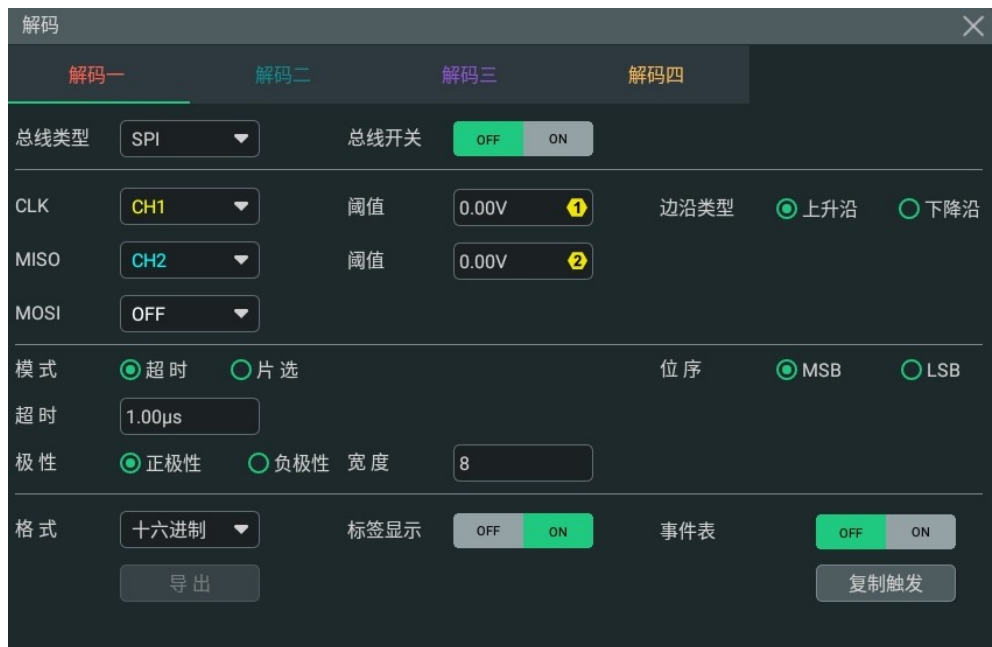 解码
解码一 解码二 解码三 解码四
总线类型 SPI 总线开关 OFF ON
CLK CH1 阈值 0.00V 1 边沿类型 上升沿 下降沿
MISO CH2 阈值 0.00V 2
MOSI OFF
模式 超时 片选 位序 MSB LSB
超时 1.00μs
极性 正极性 负极性 宽度 8
格式 十六进制 标签显示 OFF ON 事件表 OFF ON
导出 复制触发